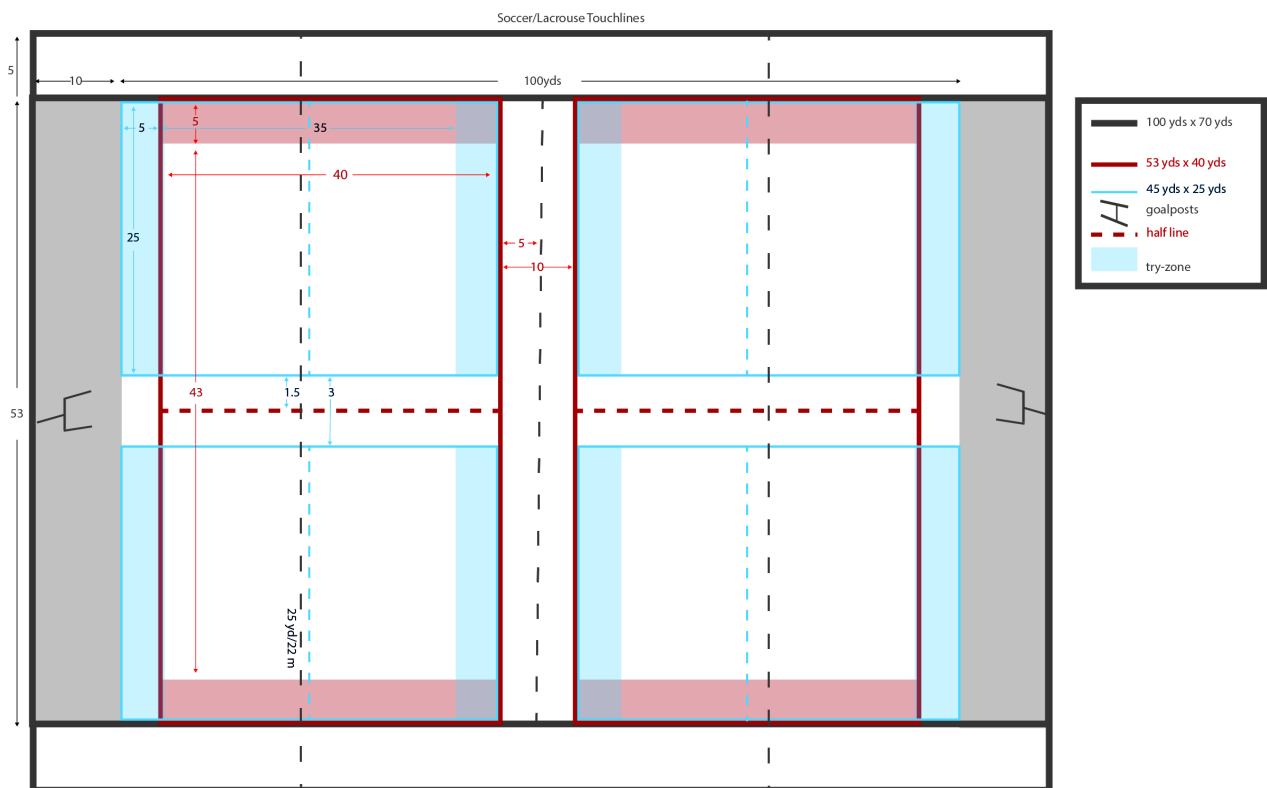 Soccer/Lacrouse Touchlines
5
10
100yds
5
5
35
40
25
5
10
43
1.5
3
53
25 yd/22 m
100 yds x 70 yds
53 yds x 40 yds
45 yds x 25 yds
goalposts
half line
try-zone